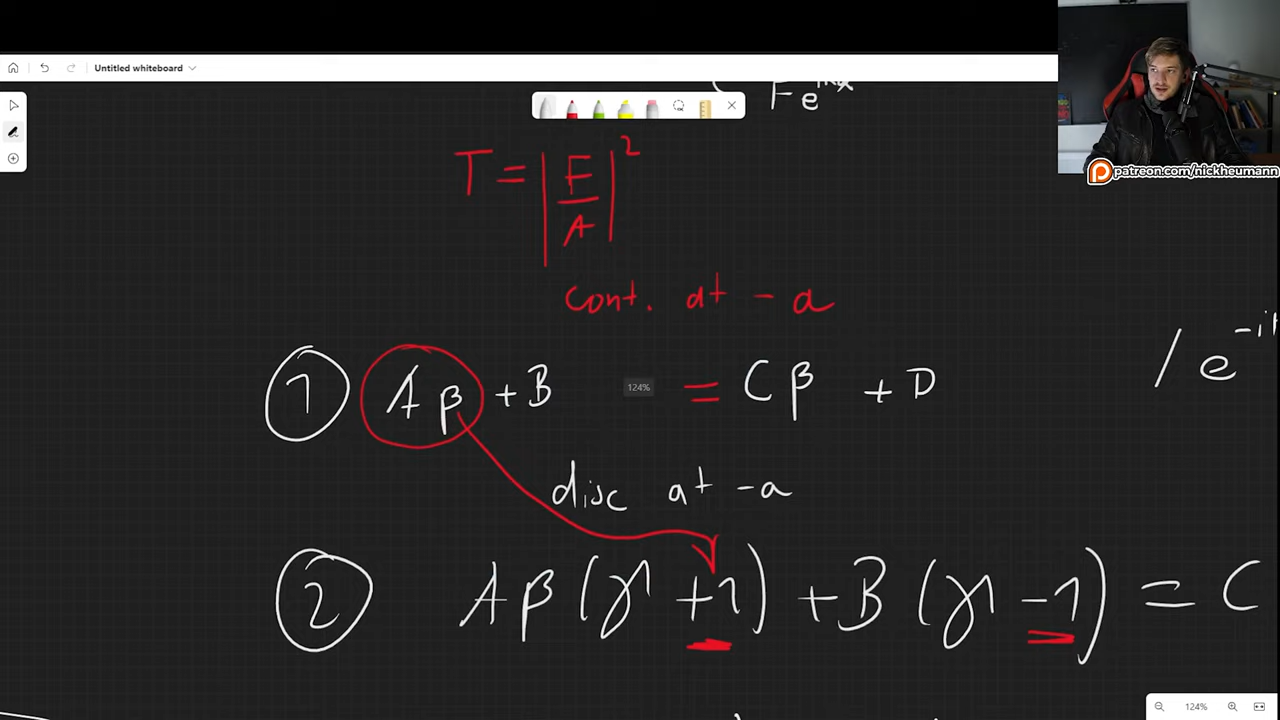 Untitled whiteboard
patreon.com/nickheumann
F e^{ikx}
T = |F/A|²
cont. at - a
① Aβ + B = Cβ + D
/ e^{-i
124%
disc at -a
② Aβ(γ +1) + B(γ -1) = C
124%